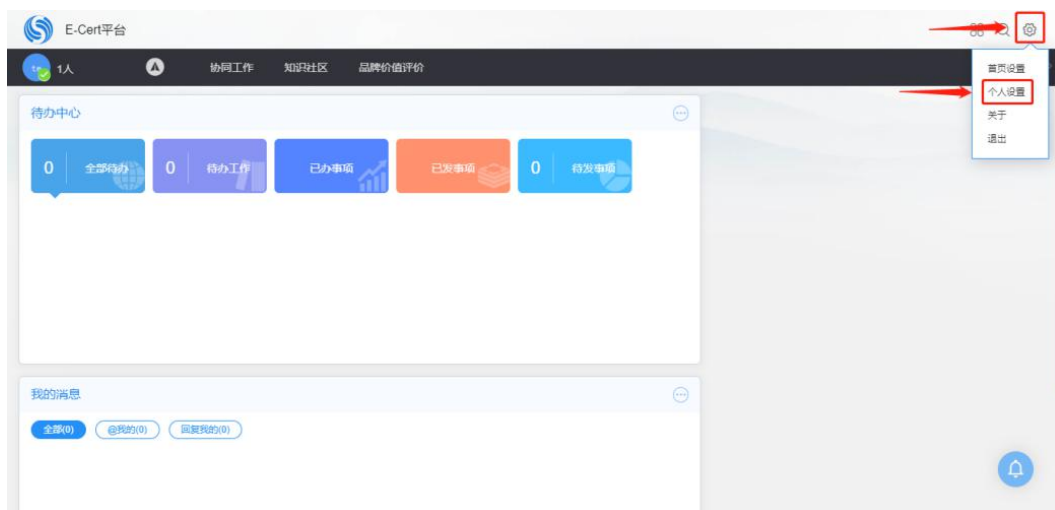 E-Cert平台
1人 协同工作 知识社区 品牌价值评价
首页设置
个人设置
关于
退出
待办中心
0 全部待办 0 待办工作 已办事项 已发事项 0 待发事项
我的消息
全部(0) @我的(0) 回复我的(0)